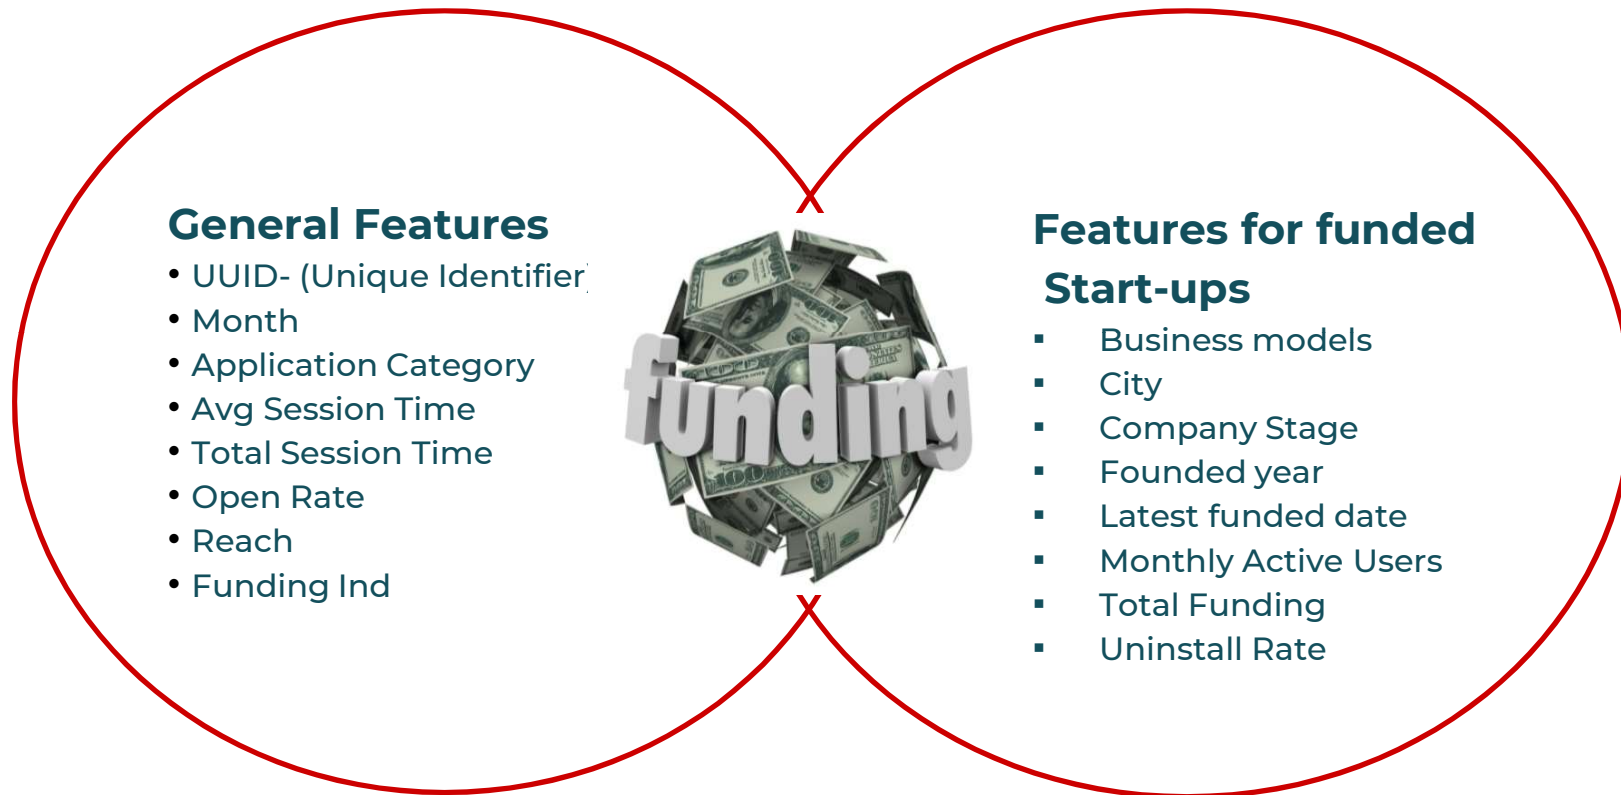 General Features
• UUID- (Unique Identifier)
• Month
• Application Category
• Avg Session Time
• Total Session Time
• Open Rate
• Reach
• Funding Ind
funding
100
Features for funded
Start-ups
▪ Business models
▪ City
▪ Company Stage
▪ Founded year
▪ Latest funded date
▪ Monthly Active Users
▪ Total Funding
▪ Uninstall Rate